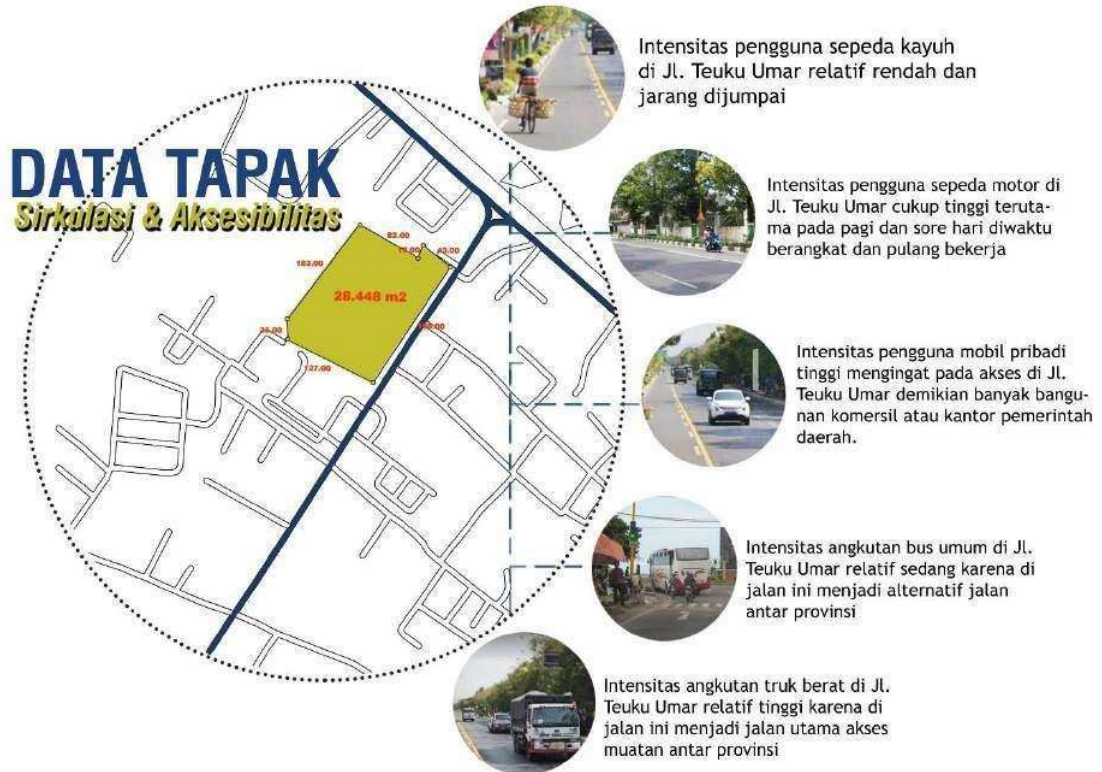 DATA TAPAK
Sirkulasi & Aksesibilitas
Intensitas pengguna sepeda kayuh
di Jl. Teuku Umar relatif rendah dan
jarang dijumpai
Intensitas pengguna sepeda motor di
Jl. Teuku Umar cukup tinggi teruta-
ma pada pagi dan sore hari diwaktu
berangkat dan pulang bekerja
83.00
43.00
183.00
28.448 m2
137.00
Intensitas pengguna mobil pribadi
tinggi mengingat pada akses di Jl.
Teuku Umar demikian banyak bangu-
nan komersil atau kantor pemerintah
daerah.
Intensitas angkutan bus umum di Jl.
Teuku Umar relatif sedang karena di
jalan ini menjadi alternatif jalan
antar provinsi
Intensitas angkutan truk berat di Jl.
Teuku Umar relatif tinggi karena di
jalan ini menjadi jalan utama akses
muatan antar provinsi